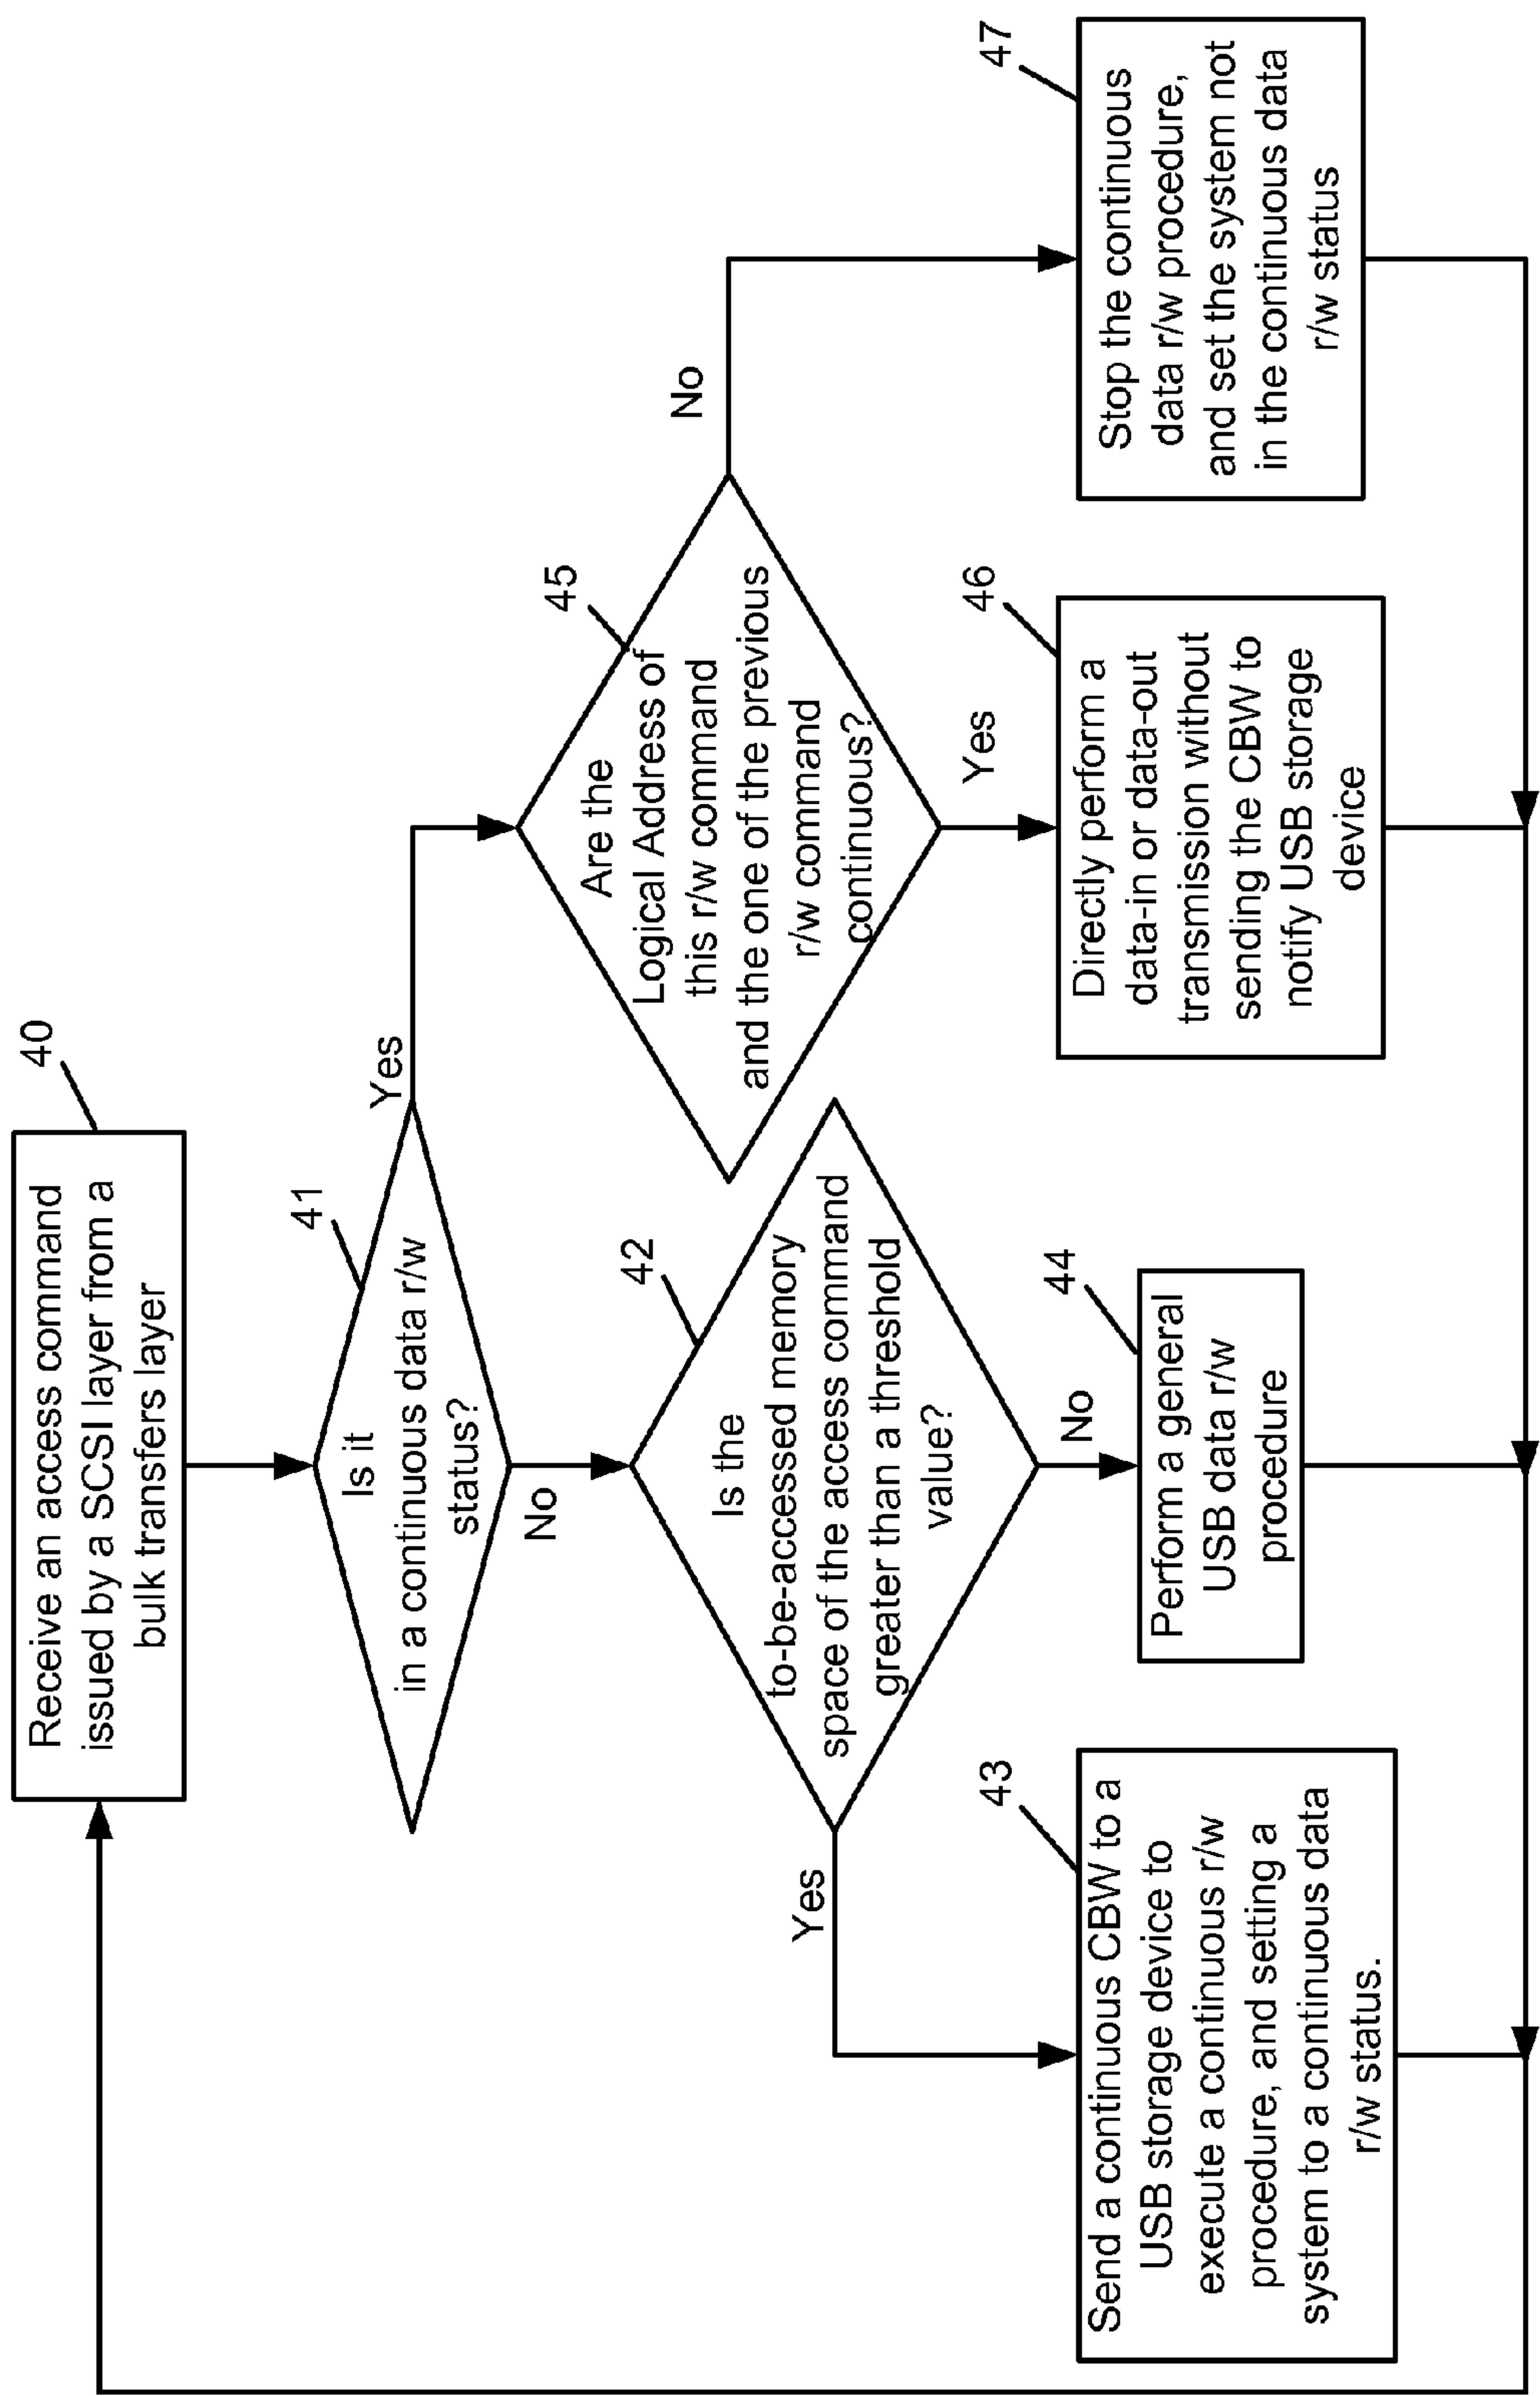 40
Receive an access command
issued by a SCSI layer from a
bulk transfers layer
41
Is it
in a continuous data r/w
status?
Yes
No
42
Is the
to-be-accessed memory
space of the access command
greater than a threshold
value?
Yes
No
43
Send a continuous CBW to a
USB storage device to
execute a continuous r/w
procedure, and setting a
system to a continuous data
r/w status.
44
Perform a general
USB data r/w
procedure
45
Are the
Logical Address of
this r/w command
and the one of the previous
r/w command
continuous?
Yes
No
46
Directly perform a
data-in or data-out
transmission without
sending the CBW to
notify USB storage
device
47
Stop the continuous
data r/w procedure,
and set the system not
in the continuous data
r/w status